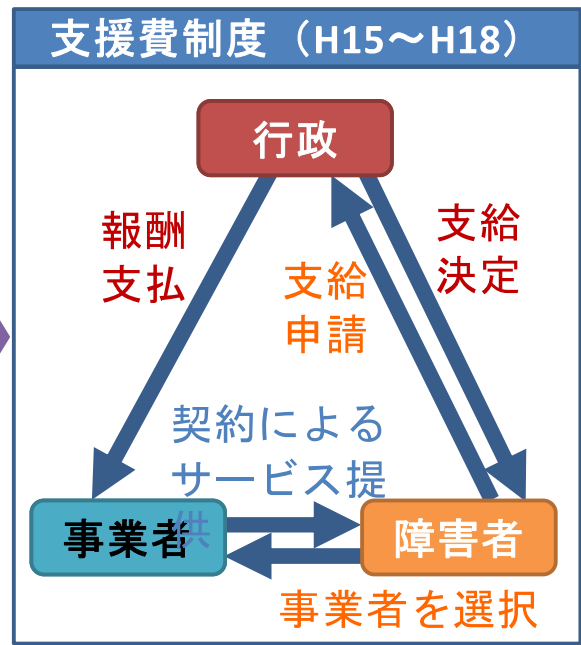 支援費制度（H15～H18）
行政
報酬
支払
支給
決定
支給
申請
契約による
サービス提
供
事業者
障害者
事業者を選択